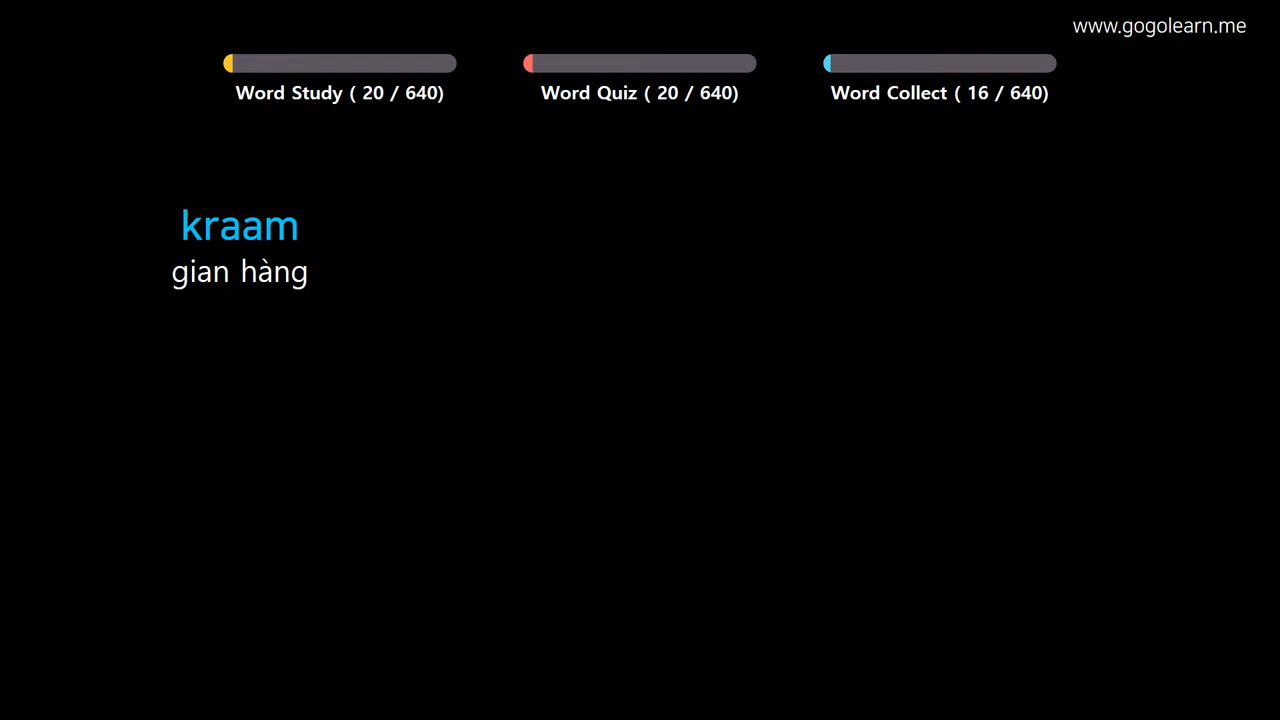 www.gogolearn.me
Word Study ( 20 / 640)
Word Quiz ( 20 / 640)
Word Collect ( 16 / 640)
kraam
gian hàng